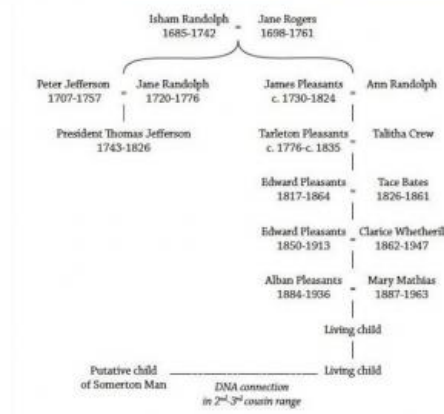 Isham Randolph = Jane Rogers
1685-1742 1698-1761
Peter Jefferson = Jane Randolph James Pleasants = Ann Randolph
1707-1757 1720-1776 c. 1730-1824
President Thomas Jefferson Tarleton Pleasants = Talitha Crew
1743-1826 c. 1776-c. 1835
Edward Pleasants = Tace Bates
1817-1864 1826-1861
Edward Pleasants = Clarice Whetheril
1850-1913 1862-1947
Alban Pleasants = Mary Mathias
1884-1936 1887-1963
Living child
Putative child Living child
of Somerton Man DNA connection
in 2nd-3rd cousin range